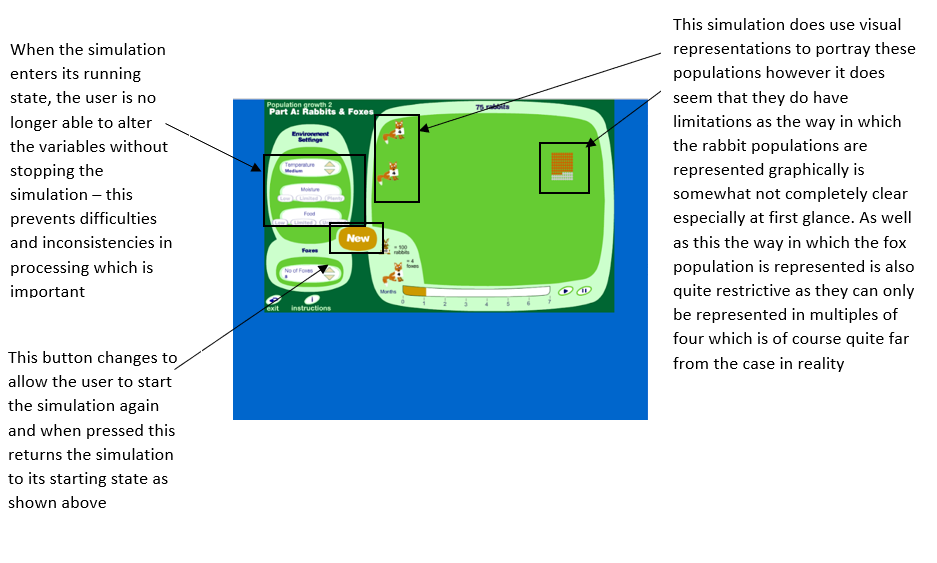 When the simulation
enters its running
state, the user is no
longer able to alter
the variables without
stopping the
simulation – this
prevents difficulties
and inconsistencies in
processing which is
important
This button changes to
allow the user to start
the simulation again
and when pressed this
returns the simulation
to its starting state as
shown above
Population growth 2
Part A: Rabbits & Foxes
75 rabbits
Environment
Settings
Temperature
Medium
Moisture
Low Limited Plenty
Food
Low Limited
New
= 100
rabbits
= 4
foxes
Foxes
No of Foxes
8
Months
0 1 2 3 4 5 6 7
exit
instructions
This simulation does use visual
representations to portray these
populations however it does
seem that they do have
limitations as the way in which
the rabbit populations are
represented graphically is
somewhat not completely clear
especially at first glance. As well
as this the way in which the fox
population is represented is also
quite restrictive as they can only
be represented in multiples of
four which is of course quite far
from the case in reality